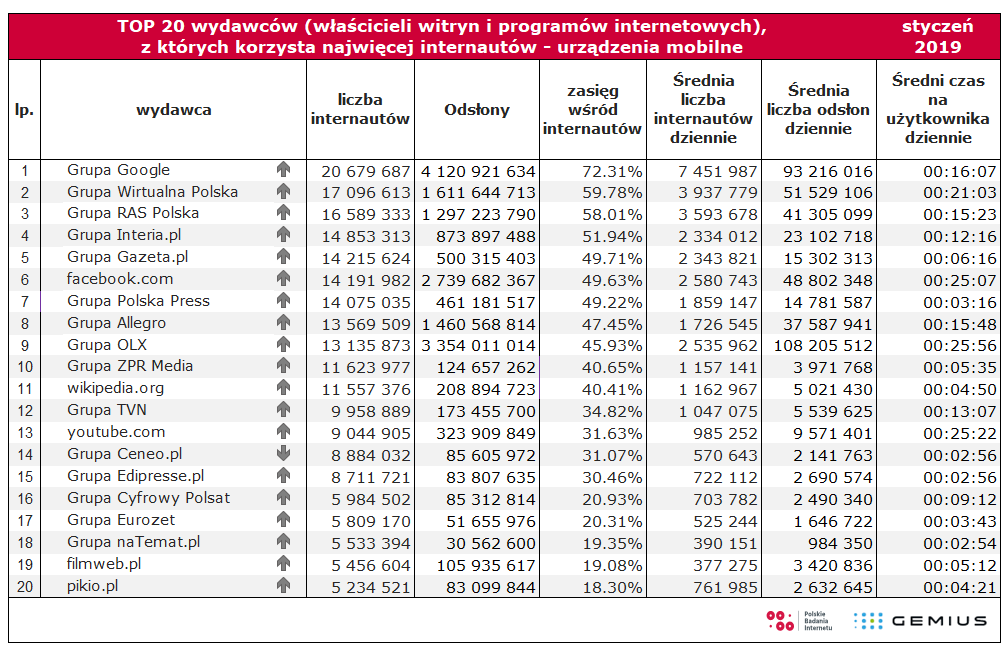 TOP 20 wydawców (właścicieli witryn i programów internetowych), styczeń
z których korzysta najwięcej internautów - urządzenia mobilne 2019
lp. wydawca liczba internautów Odsłony zasięg wśród internautów Średnia liczba internautów dziennie Średnia liczba odsłon dziennie Średni czas na użytkownika dziennie
1 Grupa Google 20 679 687 4 120 921 634 72.31% 7 451 987 93 216 016 00:16:07
2 Grupa Wirtualna Polska 17 096 613 1 611 644 713 59.78% 3 937 779 51 529 106 00:21:03
3 Grupa RAS Polska 16 589 333 1 297 223 790 58.01% 3 593 678 41 305 099 00:15:23
4 Grupa Interia.pl 14 853 313 873 897 488 51.94% 2 334 012 23 102 718 00:12:16
5 Grupa Gazeta.pl 14 215 624 500 315 403 49.71% 2 343 821 15 302 313 00:06:16
6 facebook.com 14 191 982 2 739 682 367 49.63% 2 580 743 48 802 348 00:25:07
7 Grupa Polska Press 14 075 035 461 181 517 49.22% 1 859 147 14 781 587 00:03:16
8 Grupa Allegro 13 569 509 1 460 568 814 47.45% 1 726 545 37 587 941 00:15:48
9 Grupa OLX 13 135 873 3 354 011 014 45.93% 2 535 962 108 205 512 00:25:56
10 Grupa ZPR Media 11 623 977 124 657 262 40.65% 1 157 141 3 971 768 00:05:35
11 wikipedia.org 11 557 376 208 894 723 40.41% 1 162 967 5 021 430 00:04:50
12 Grupa TVN 9 958 889 173 455 700 34.82% 1 047 075 5 539 625 00:13:07
13 youtube.com 9 044 905 323 909 849 31.63% 985 252 9 571 401 00:25:22
14 Grupa Ceneo.pl 8 884 032 85 605 972 31.07% 570 643 2 141 763 00:02:56
15 Grupa Edipresse.pl 8 711 721 83 807 635 30.46% 722 112 2 690 574 00:02:56
16 Grupa Cyfrowy Polsat 5 984 502 85 312 814 20.93% 703 782 2 490 340 00:09:12
17 Grupa Eurozet 5 809 170 51 655 976 20.31% 525 244 1 646 722 00:03:43
18 Grupa naTemat.pl 5 533 394 30 562 600 19.35% 390 151 984 350 00:02:54
19 filmweb.pl 5 456 604 105 935 617 19.08% 377 275 3 420 836 00:05:12
20 pikio.pl 5 234 521 83 099 844 18.30% 761 985 2 632 645 00:04:21
Polskie
Badania
Internetu
GEMIUS